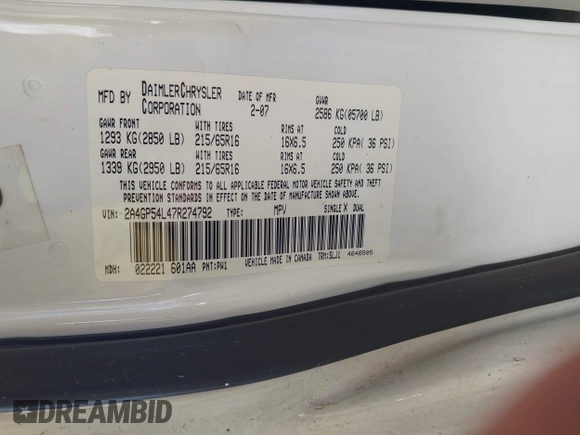 MFD BY DAIMLERCHRYSLER CORPORATION DATE OF MFR 2-07 GVWR 2586 KG(05700 LB)
GAWR FRONT WITH TIRES RIMS AT COLD
1293 KG(2850 LB) 215/65R16 16X6.5 250 KPA( 36 PSI)
GAWR REAR WITH TIRES RIMS AT COLD
1339 KG(2950 LB) 215/65R16 16X6.5 250 KPA( 36 PSI)
THIS VEHICLE CONFORMS TO ALL APPLICABLE FEDERAL MOTOR VEHICLE SAFETY AND THEFT
PREVENTION STANDARDS IN EFFECT ON THE DATE OF MANUFACTURE SHOWN ABOVE.
VIN: 2A4GP54L47R274792 TYPE: MPV SINGLE X DUAL
MDH: 022221 601AA PNT:PW1 VEHICLE MADE IN CANADA TRM:SLJ1 4648505
DREAMBID